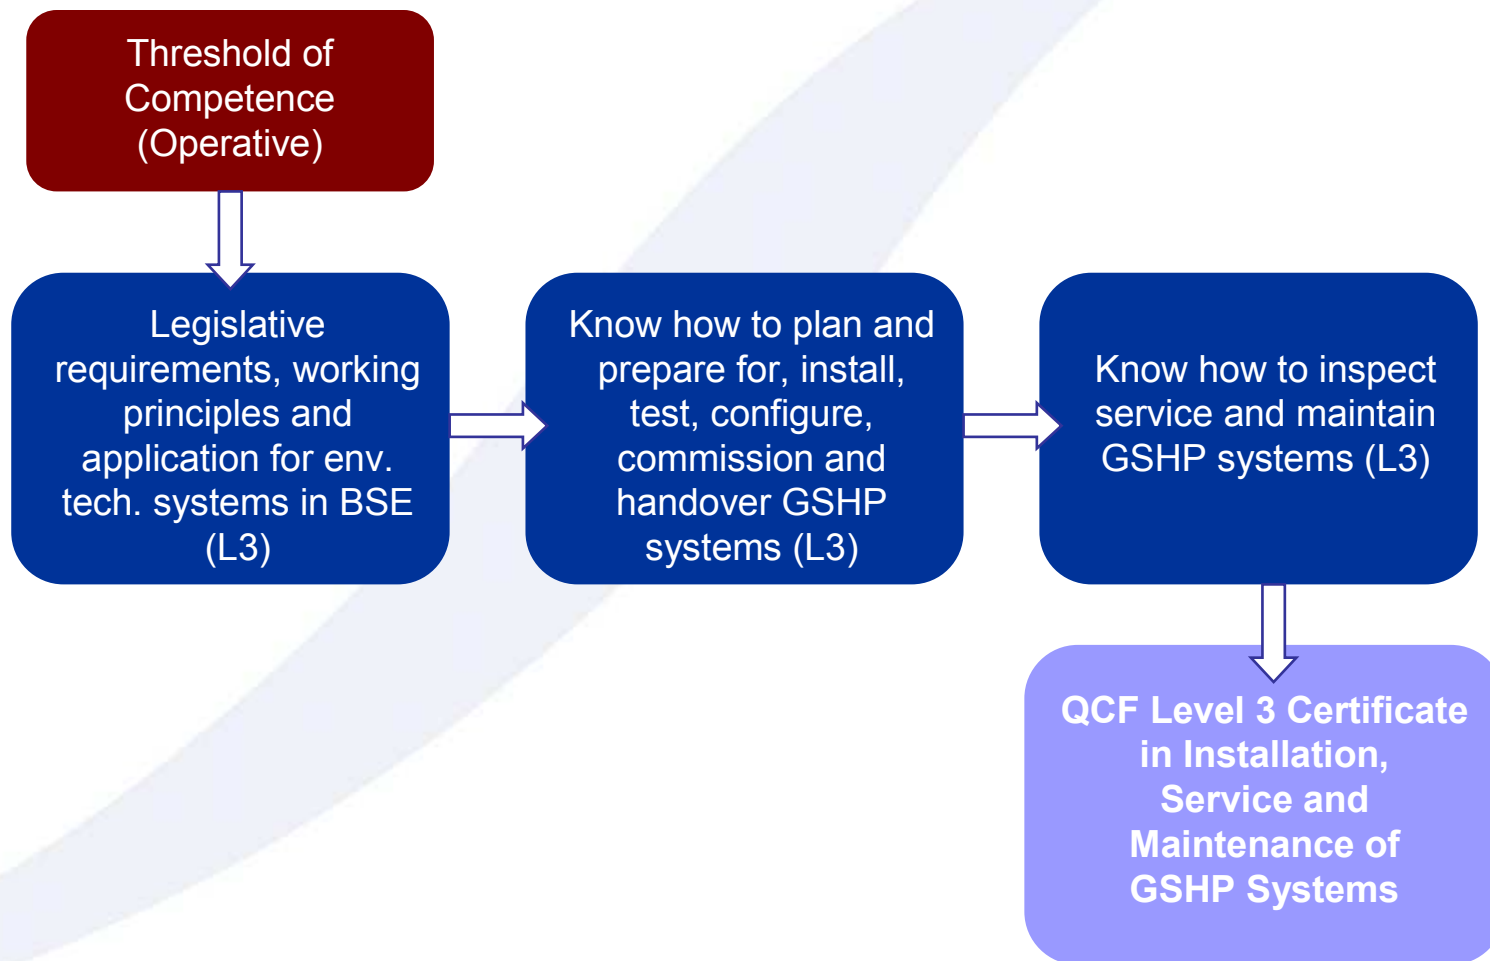 Threshold of
Competence
(Operative)
Legislative
requirements, working
principles and
application for env.
tech. systems in BSE
(L3)
Know how to plan and
prepare for, install,
test, configure,
commission and
handover GSHP
systems (L3)
Know how to inspect
service and maintain
GSHP systems (L3)
QCF Level 3 Certificate
in Installation,
Service and
Maintenance of
GSHP Systems